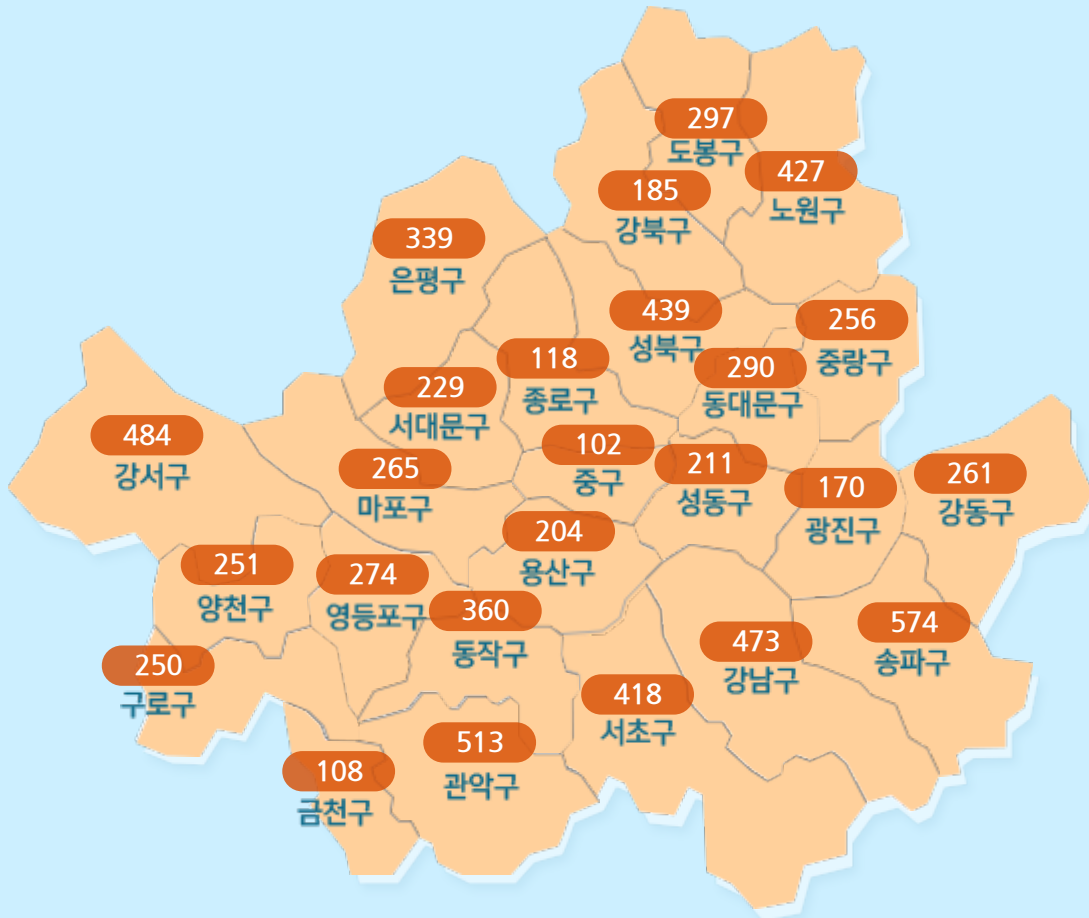 297
도봉구
427
노원구
185
강북구
339
은평구
439
성북구
256
중랑구
118
종로구
290
동대문구
229
서대문구
484
강서구
102
중구
211
성동구
265
마포구
170
광진구
261
강동구
204
용산구
251
양천구
274
영등포구
360
동작구
473
강남구
574
송파구
250
구로구
418
서초구
513
관악구
108
금천구